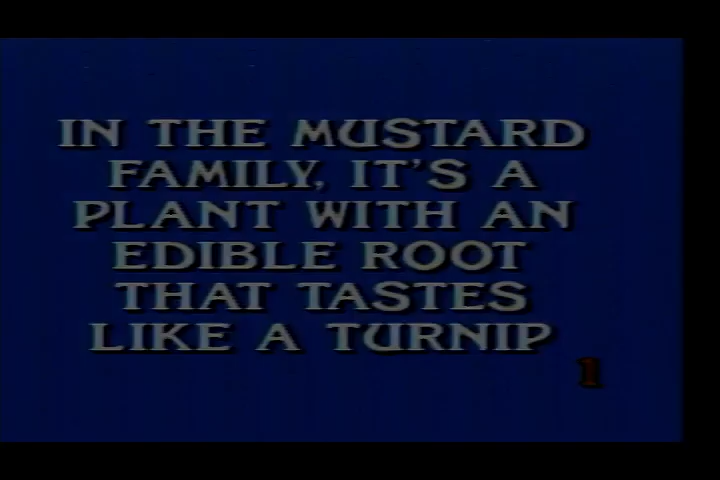 IN THE MUSTARD
FAMILY, IT'S A
PLANT WITH AN
EDIBLE ROOT
THAT TASTES
LIKE A TURNIP
1